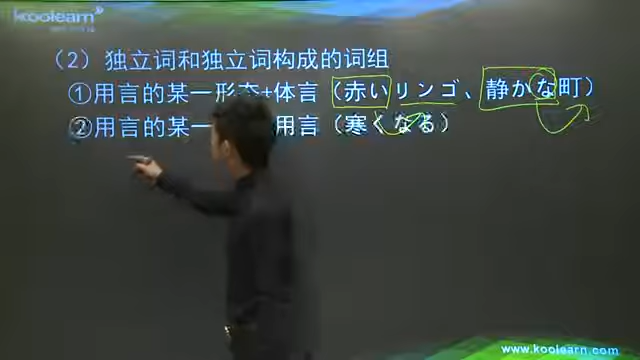 koolearn
（2）独立词和独立词构成的词组
①用言的某一形态+体言（赤いリンゴ、静かな町）
②用言的某一 用言（寒くなる）
www.koolearn.com